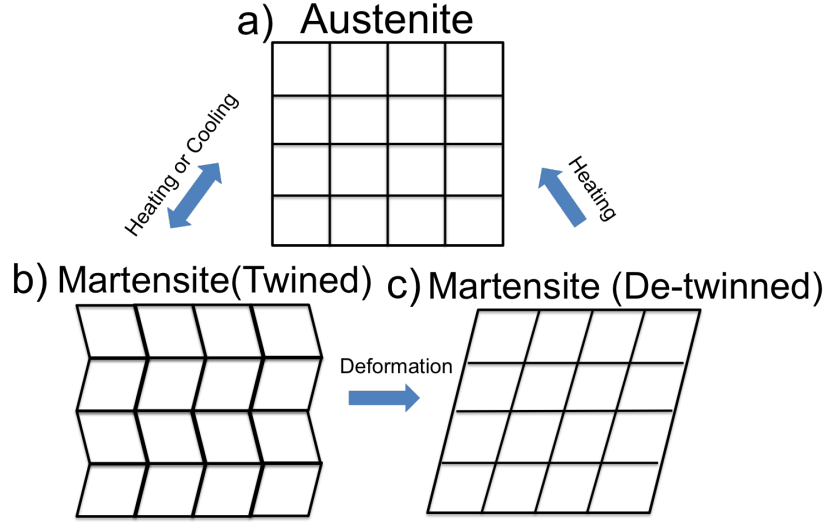 a) Austenite
Heating or Cooling
Heating
b) Martensite(Twined)
c) Martensite (De-twinned)
Deformation